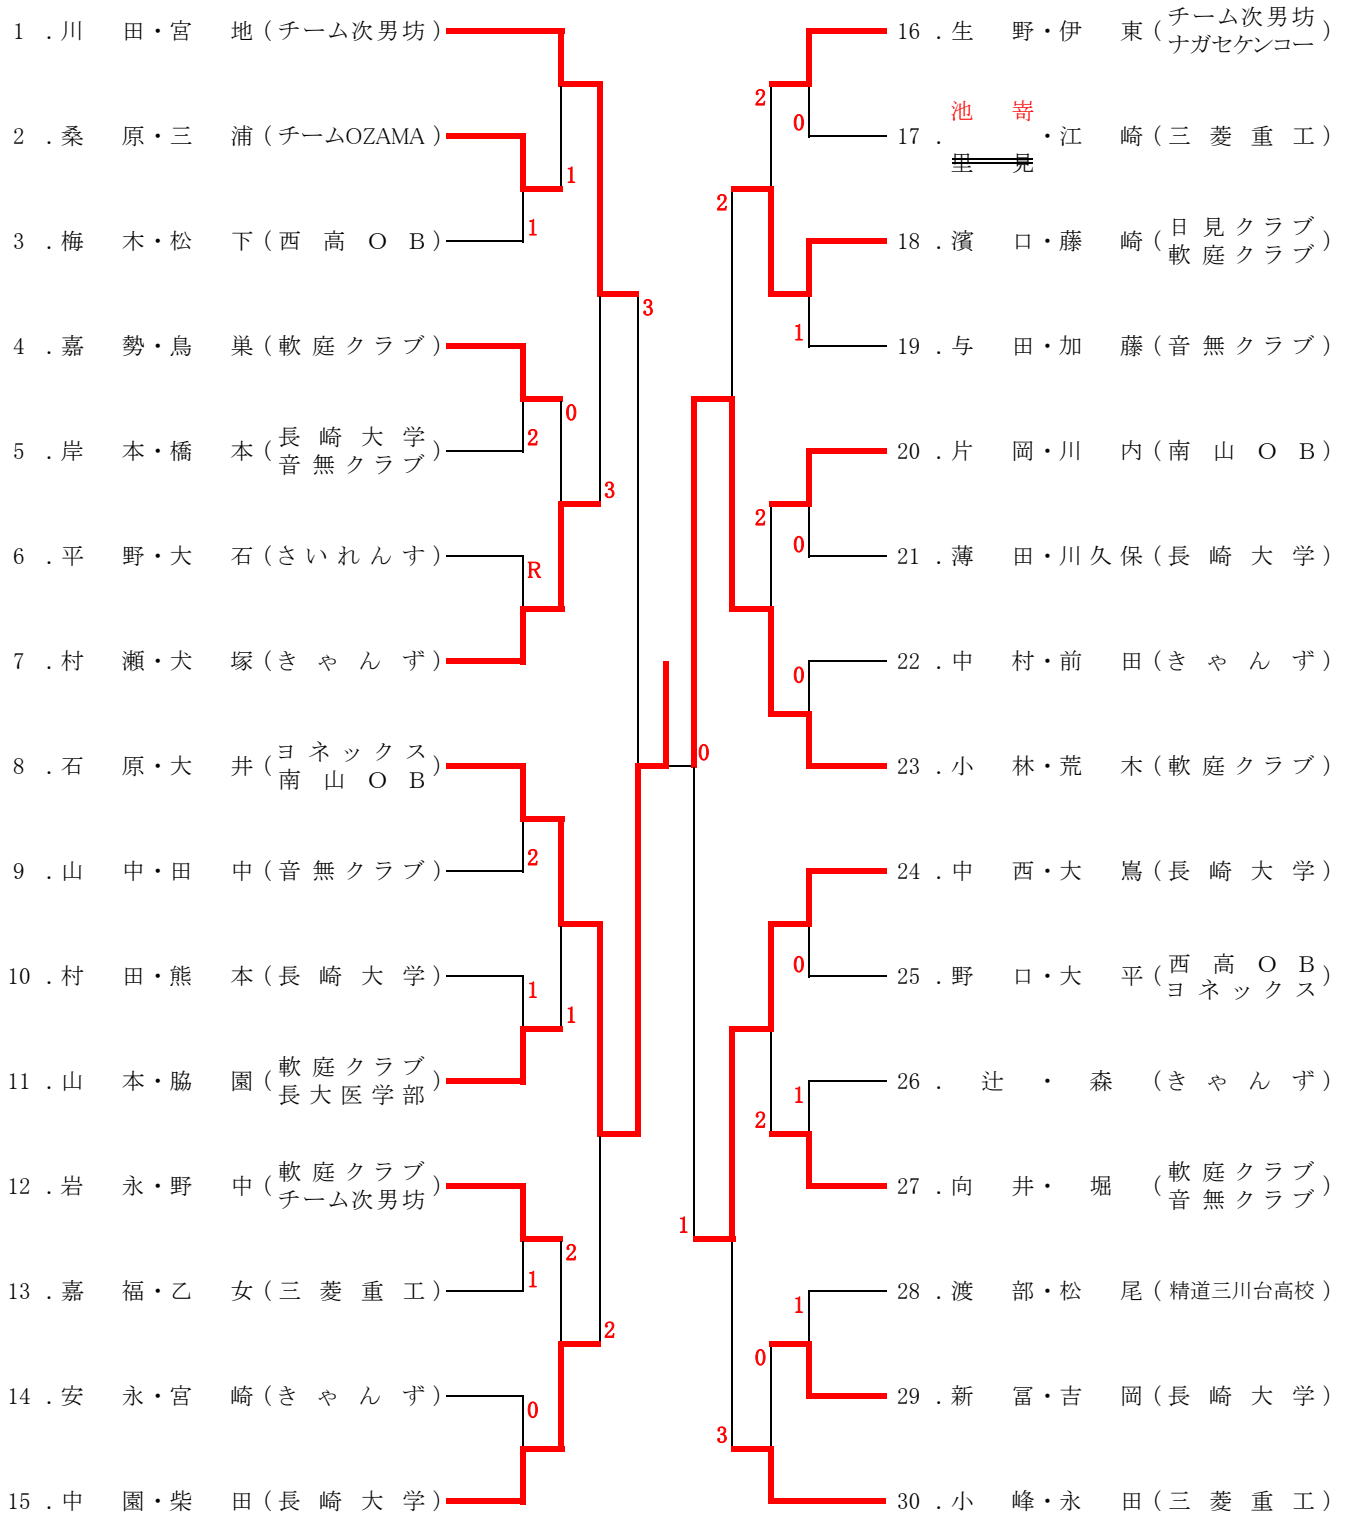 1 .川 田・宮 地(チーム次男坊)
2 .桑 原・三 浦(チームOZAMA)
1
3 .梅 木・松 下(西高OB)
1
3
4 .嘉 勢・鳥 巣(軟庭クラブ)
0
5 .岸 本・橋 本(長崎大学
音無クラブ)
2
3
6 .平 野・大 石(さいれんす)
R
7 .村 瀬・犬 塚(きゃんず)
8 .石 原・大 井(ヨネックス
南山OB)
9 .山 中・田 中(音無クラブ)
2
10 .村 田・熊 本(長崎大学)
1
1
11 .山 本・脇 園(軟庭クラブ
長大医学部)
12 .岩 永・野 中(軟庭クラブ
チーム次男坊)
2
13 .嘉 福・乙 女(三菱重工)
1
2
14 .安 永・宮 崎(きゃんず)
0
15 .中 園・柴 田(長崎大学)
16 .生 野・伊 東(チーム次男坊
ナガセケンコー)
2
0
池 嵜
17 . ・江 崎(三菱重工)
里 見
2
18 .濱 口・藤 崎(日見クラブ
軟庭クラブ)
1
19 .与 田・加 藤(音無クラブ)
20 .片 岡・川 内(南山OB)
2
0
21 .薄 田・川久保(長崎大学)
22 .中 村・前 田(きゃんず)
0
0
23 .小 林・荒 木(軟庭クラブ)
24 .中 西・大 嶌(長崎大学)
0
25 .野 口・大 平(西高OB
ヨネックス)
26 . 辻 ・ 森 (きゃんず)
1
2
27 .向 井・ 堀 (軟庭クラブ
音無クラブ)
1
28 .渡 部・松 尾(精道三川台高校)
1
0
29 .新 冨・吉 岡(長崎大学)
3
30 .小 峰・永 田(三菱重工)